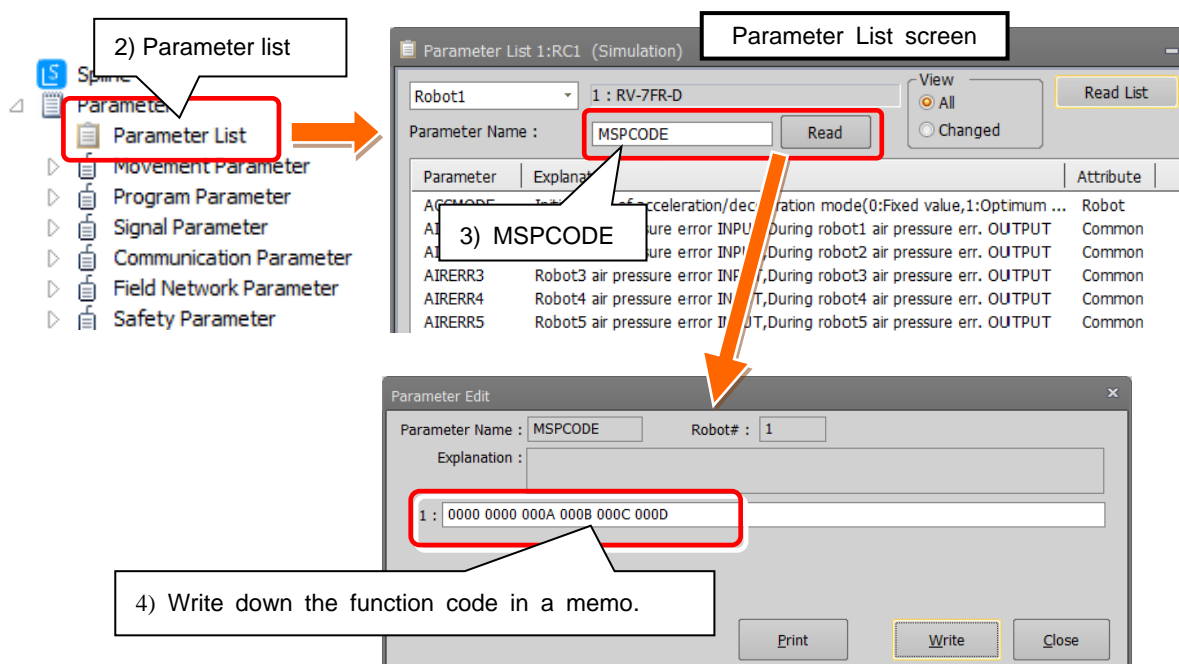 2) Parameter list
Parameter List screen
LS
Parameter
Parameter List
Movement Parameter
Program Parameter
Signal Parameter
Communication Parameter
Field Network Parameter
Safety Parameter
Parameter List 1:RC1 (Simulation)
Robot1
1 : RV-7FR-D
View
All
Changed
Read List
Parameter Name :
MSPCODE
Read
Parameter
Attribute
3) MSPCODE
acceleration/deceleration mode(0:Fixed value,1:Optimum ... Robot
sure error INPUT,During robot1 air pressure err. OUTPUT Common
sure error INPUT,During robot2 air pressure err. OUTPUT Common
AIRERR3 Robot3 air pressure error INPUT,During robot3 air pressure err. OUTPUT Common
AIRERR4 Robot4 air pressure error INPUT,During robot4 air pressure err. OUTPUT Common
AIRERR5 Robot5 air pressure error INPUT,During robot5 air pressure err. OUTPUT Common
Parameter Edit
Parameter Name : MSPCODE Robot# : 1
Explanation :
1 : 0000 0000 000A 000B 000C 000D
4) Write down the function code in a memo.
Print Write Close